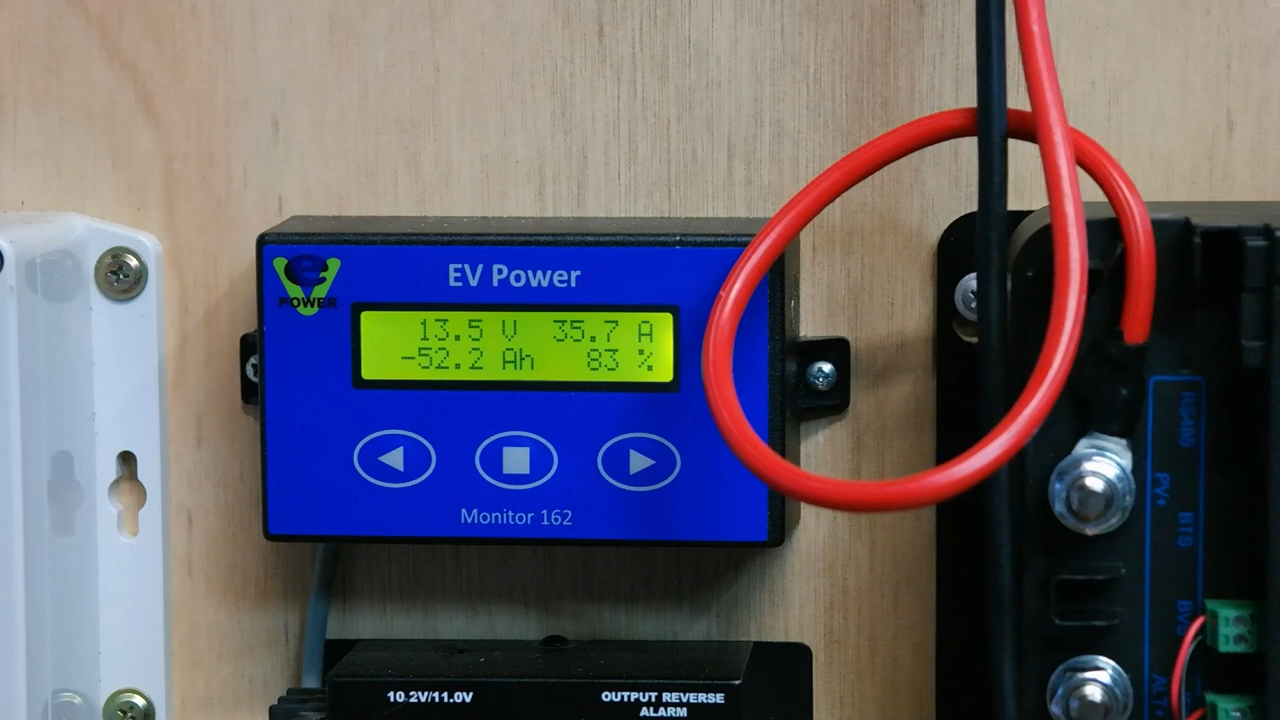 e
POWER
EV Power
13.5 V 35.7 A
-52.2 Ah 83 %
Monitor 162
RS485
PV+
BTS
ALT+
10.2V/11.0V
OUTPUT REVERSE
ALARM